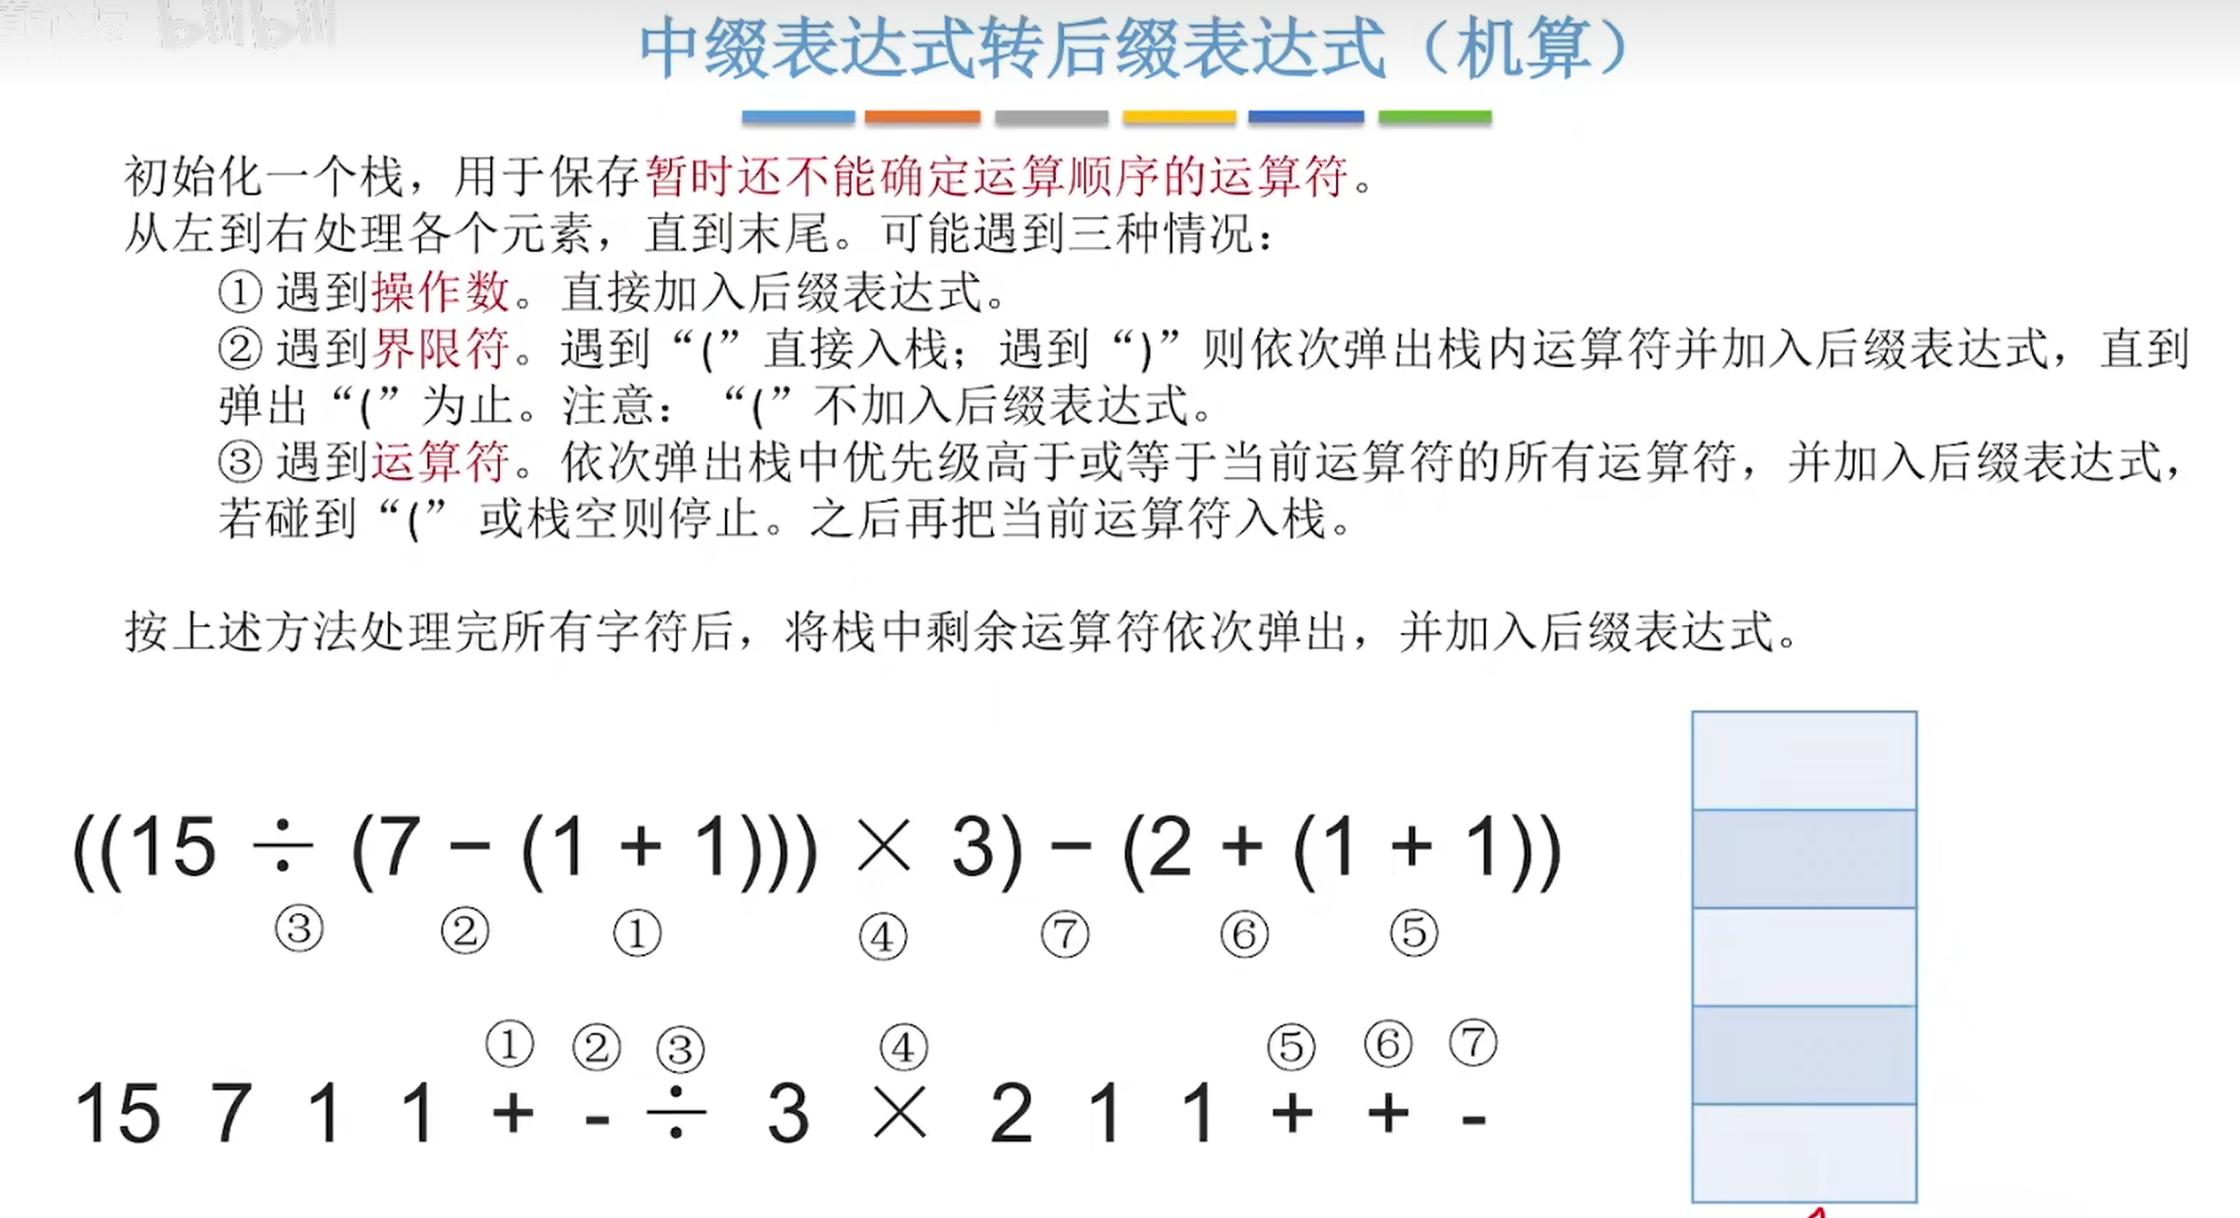 bilibili
中缀表达式转后缀表达式（机算）
初始化一个栈，用于保存暂时还不能确定运算顺序的运算符。
从左到右处理各个元素，直到末尾。可能遇到三种情况：
① 遇到操作数。直接加入后缀表达式。
② 遇到界限符。遇到“(”直接入栈；遇到“)”则依次弹出栈内运算符并加入后缀表达式，直到
弹出“(”为止。注意：“(”不加入后缀表达式。
③ 遇到运算符。依次弹出栈中优先级高于或等于当前运算符的所有运算符，并加入后缀表达式，
若碰到“(” 或栈空则停止。之后再把当前运算符入栈。
按上述方法处理完所有字符后，将栈中剩余运算符依次弹出，并加入后缀表达式。
((15 ÷ (7 − (1 + 1))) × 3) − (2 + (1 + 1))
③ ② ① ④ ⑦ ⑥ ⑤
① ② ③ ④ ⑤ ⑥ ⑦
15 7 1 1 + - ÷ 3 × 2 1 1 + + -